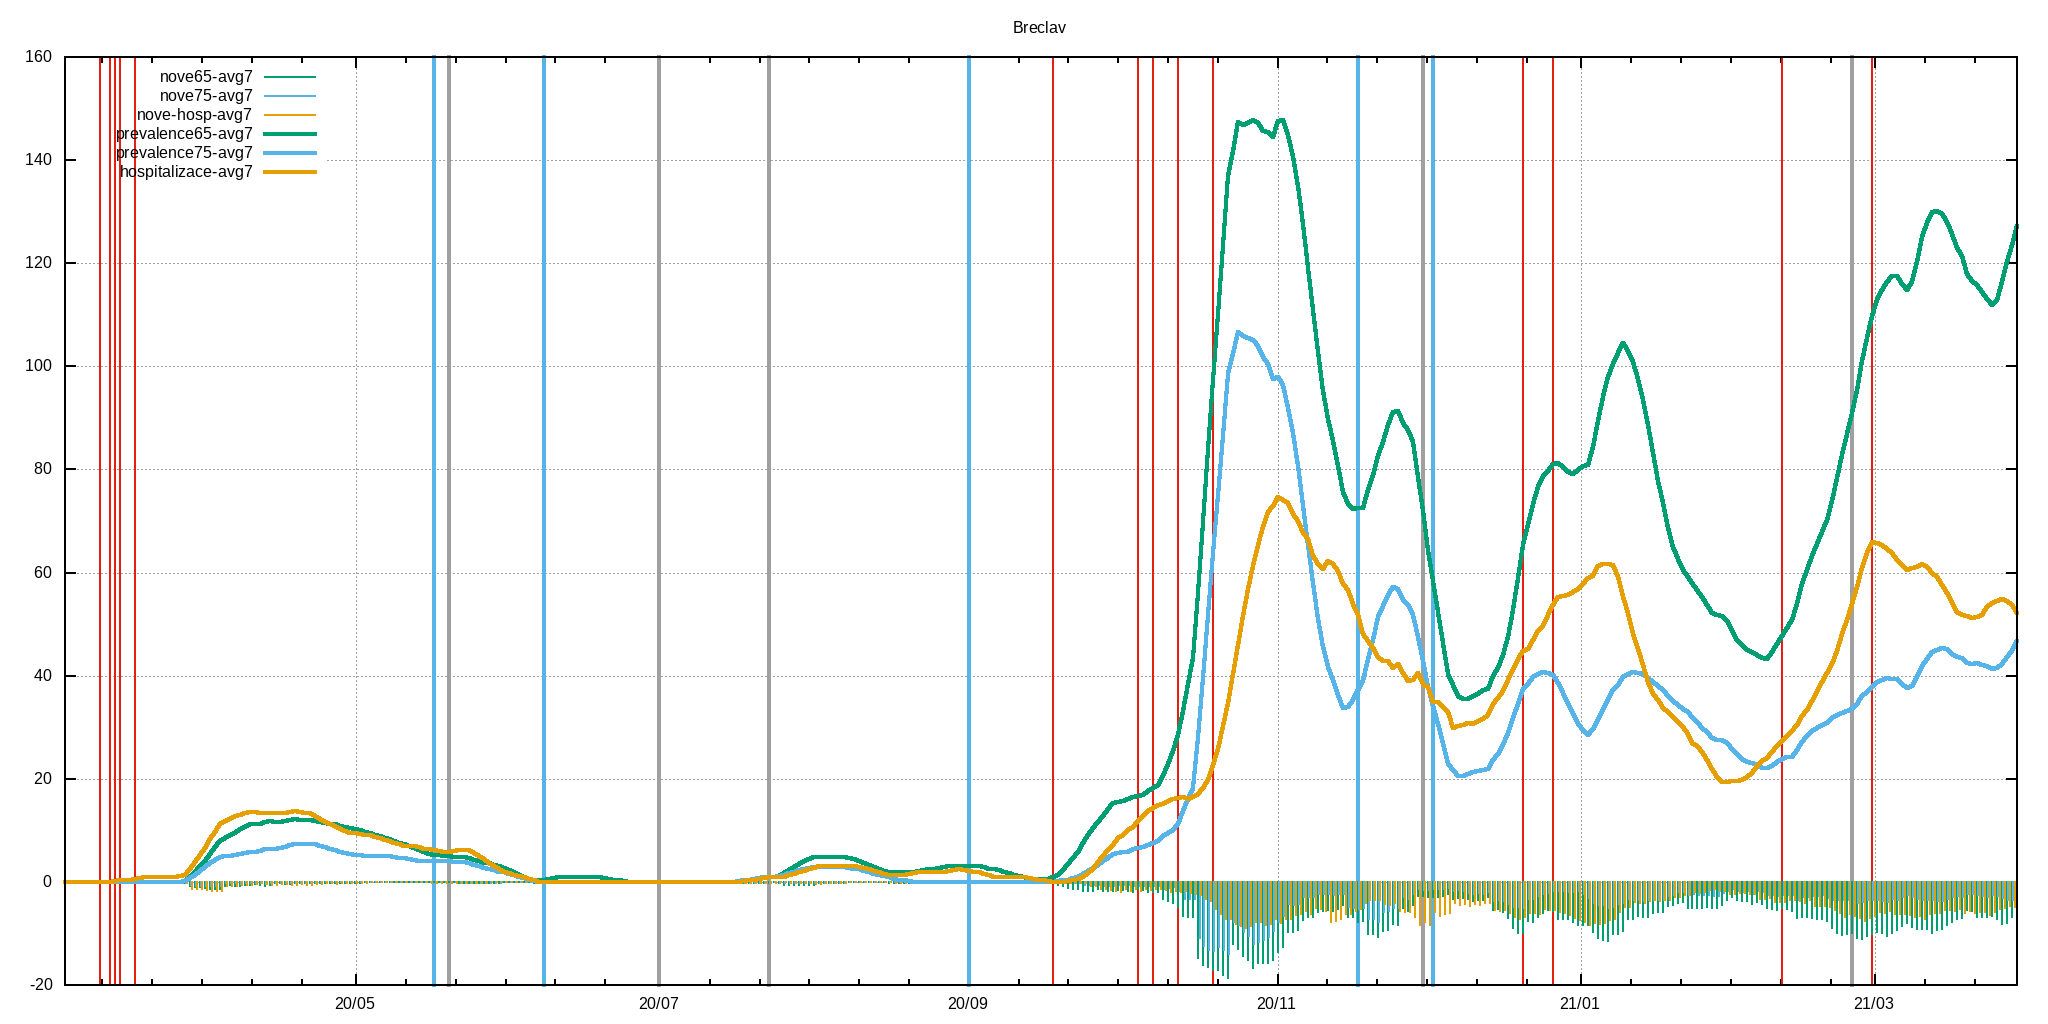 Breclav
160
140
120
100
80
60
40
20
0
-20
nove65-avg7
nove75-avg7
nove-hosp-avg7
prevalence65-avg7
prevalence75-avg7
hospitalizace-avg7
20/05
20/07
20/09
20/11
21/01
21/03